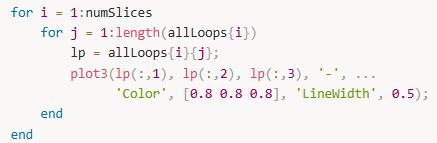 for i = 1:numSlices
    for j = 1:length(allLoops{i})
        lp = allLoops{i}{j};
        plot3(lp(:,1), lp(:,2), lp(:,3), '-', ...
              'Color', [0.8 0.8 0.8], 'LineWidth', 0.5);
    end
end